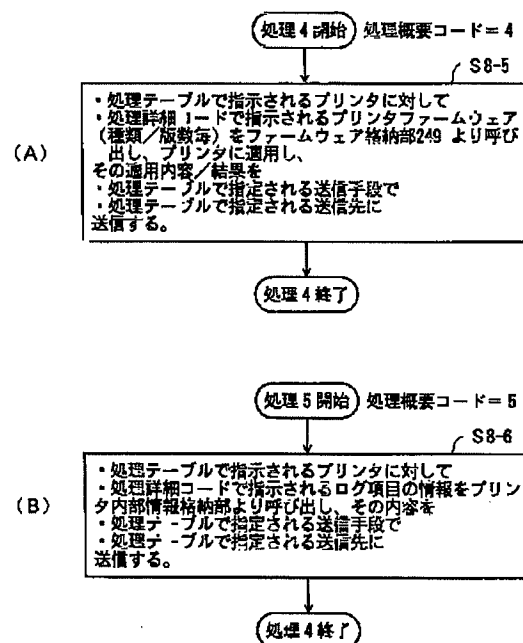 処理4開始 処理概要コード=4
S8-5
(A)
・処理テーブルで指示されるプリンタに対して
・処理詳細コードで指示されるプリンタファームウェア
(種類/版数毎)をファームウェア格納部249 より呼び
出し、プリンタに適用し、
その適用内容/結果を
・処理テーブルで指定される送信手段で
・処理テーブルで指定される送信先に
送信する。
処理4終了
処理5開始 処理概要コード=5
S8-6
(B)
・処理テーブルで指示されるプリンタに対して
・処理詳細コードで指示されるログ項目の情報をプリン
タ内部情報格納部より呼び出し、その内容を
・処理テーブルで指定される送信手段で
・処理テーブルで指定される送信先に
送信する。
処理4終了